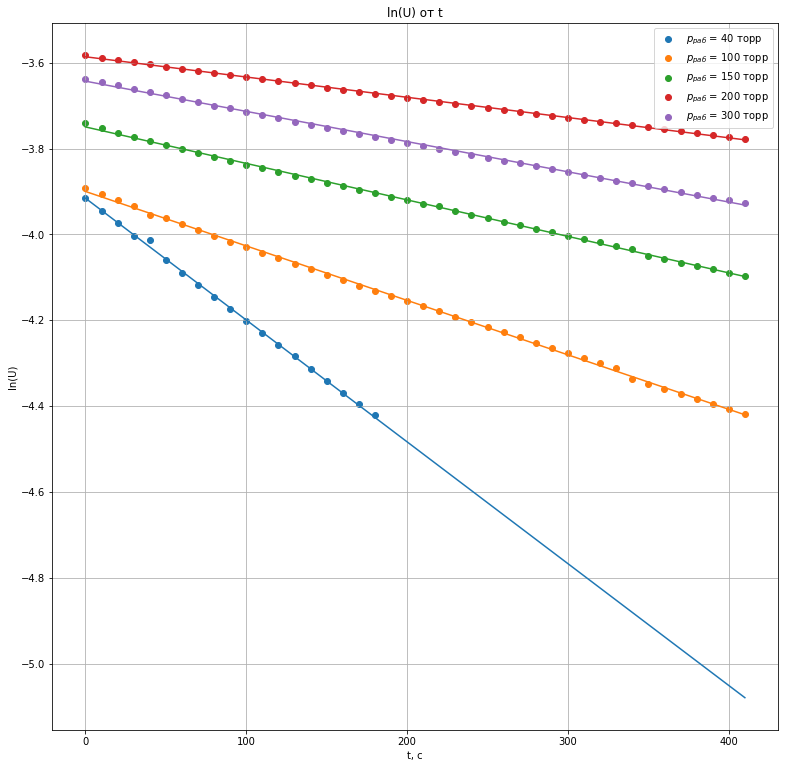 ln(U) от t
p_раб = 40 торр
p_раб = 100 торр
p_раб = 150 торр
p_раб = 200 торр
p_раб = 300 торр
ln(U)
−3.6
−3.8
−4.0
−4.2
−4.4
−4.6
−4.8
−5.0
0 100 200 300 400
t, c